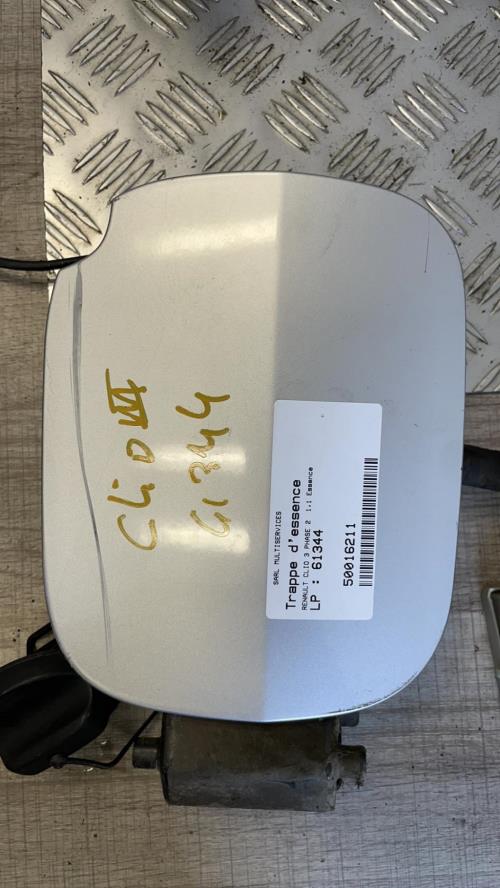 Clio III
61344
SARL MULTISERVICES
Trappe d'essence
RENAULT CLIO 3 PHASE 2 1.1 Essence
LP : 61344
50016211